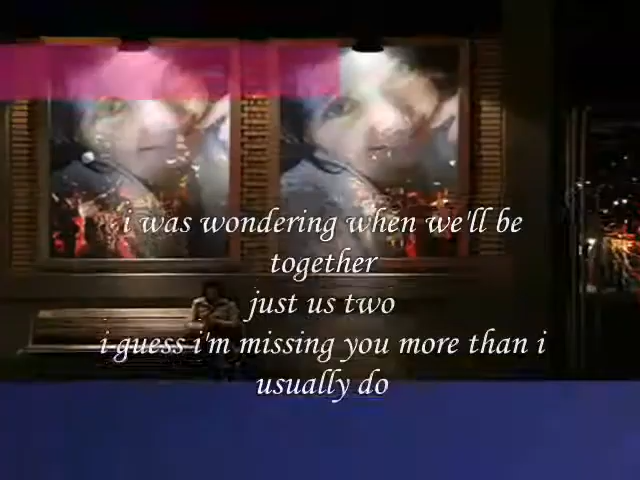 i was wondering when we'll be
together
just us two
i guess i'm missing you more than i
usually do